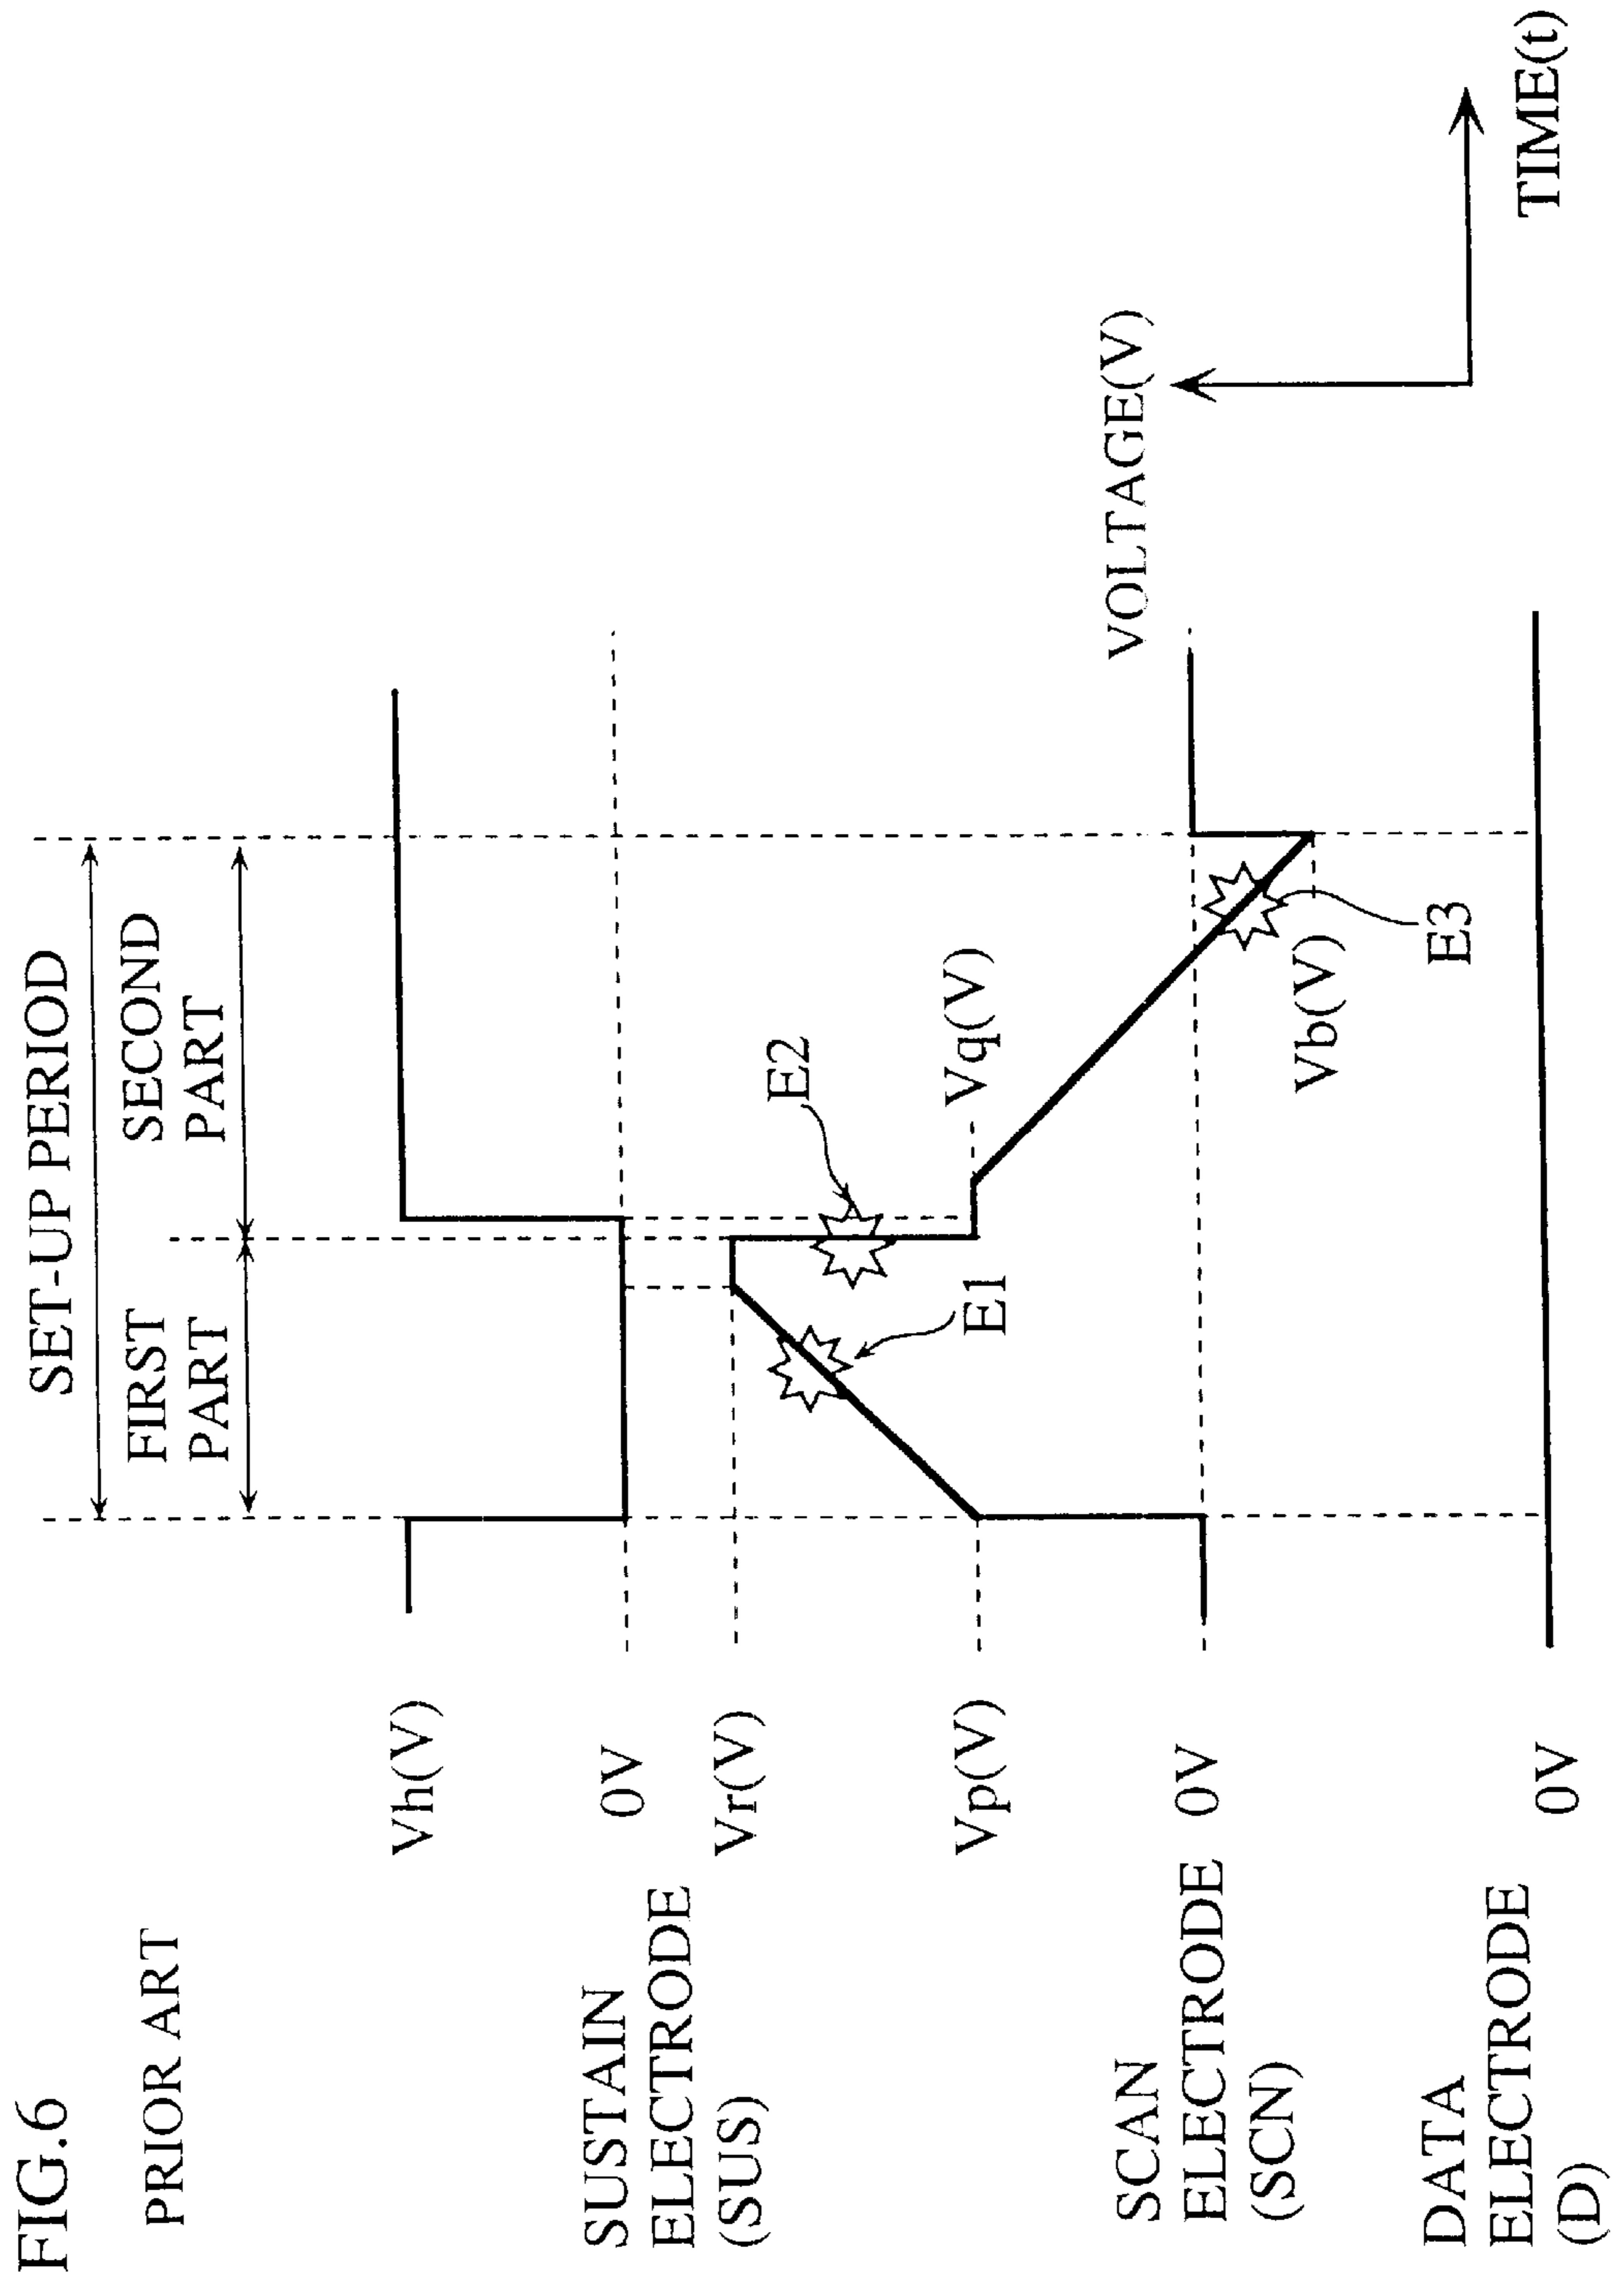 FIG.6
PRIOR ART
SET-UP PERIOD
FIRST
PART
SECOND
PART
Vh(V)
SUSTAIN
ELECTRODE
(SUS)
0V
Vr(V)
E2
E1
Vp(V)
Vq(V)
SCAN
ELECTRODE
(SCN)
0V
Vb(V)
E3
DATA
ELECTRODE
(D)
0V
VOLTAGE(V)
TIME(t)